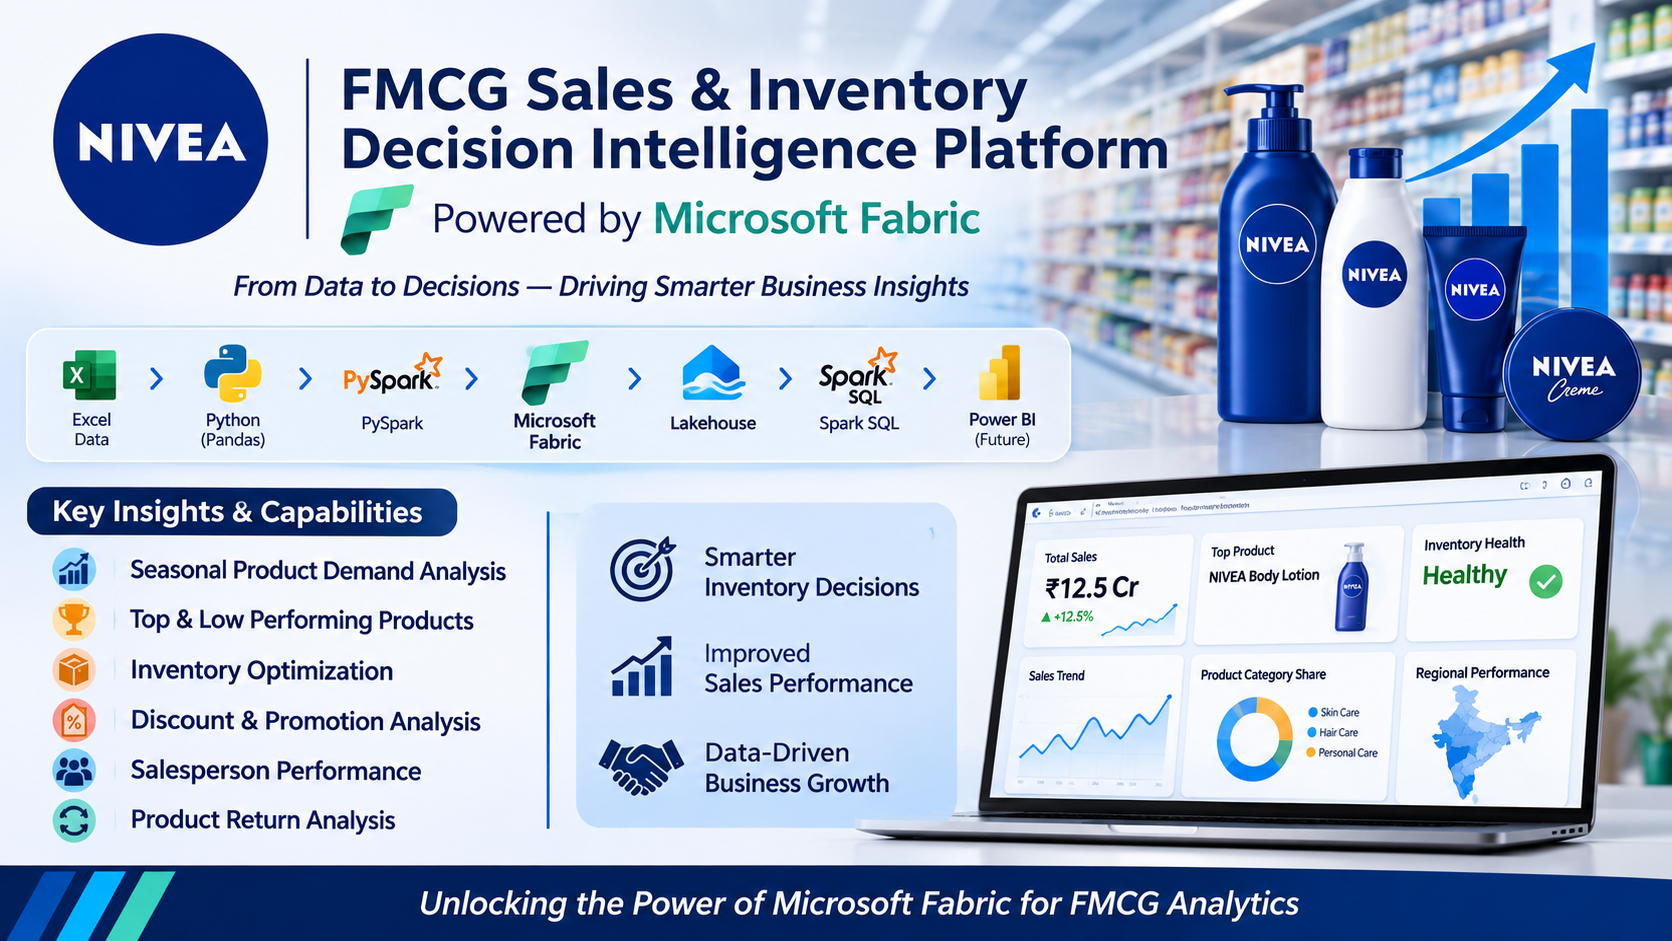 NIVEA
FMCG Sales & Inventory
Decision Intelligence Platform
Powered by Microsoft Fabric
From Data to Decisions — Driving Smarter Business Insights
X
Excel
Data
Python
(Pandas)
PySpark
PySpark
Microsoft
Fabric
Lakehouse
Spark
SQL
Spark SQL
Power BI
(Future)
NIVEA
NIVEA
NIVEA
NIVEA
Creme
Key Insights & Capabilities
Seasonal Product Demand Analysis
Top & Low Performing Products
Inventory Optimization
%
Discount & Promotion Analysis
Salesperson Performance
Product Return Analysis
Smarter
Inventory Decisions
Improved
Sales Performance
Data-Driven
Business Growth
Total Sales
₹12.5 Cr
▲ +12.5%
Top Product
NIVEA Body Lotion
NIVEA
Inventory Health
Healthy
Sales Trend
Product Category Share
Skin Care
Hair Care
Personal Care
Regional Performance
Unlocking the Power of Microsoft Fabric for FMCG Analytics